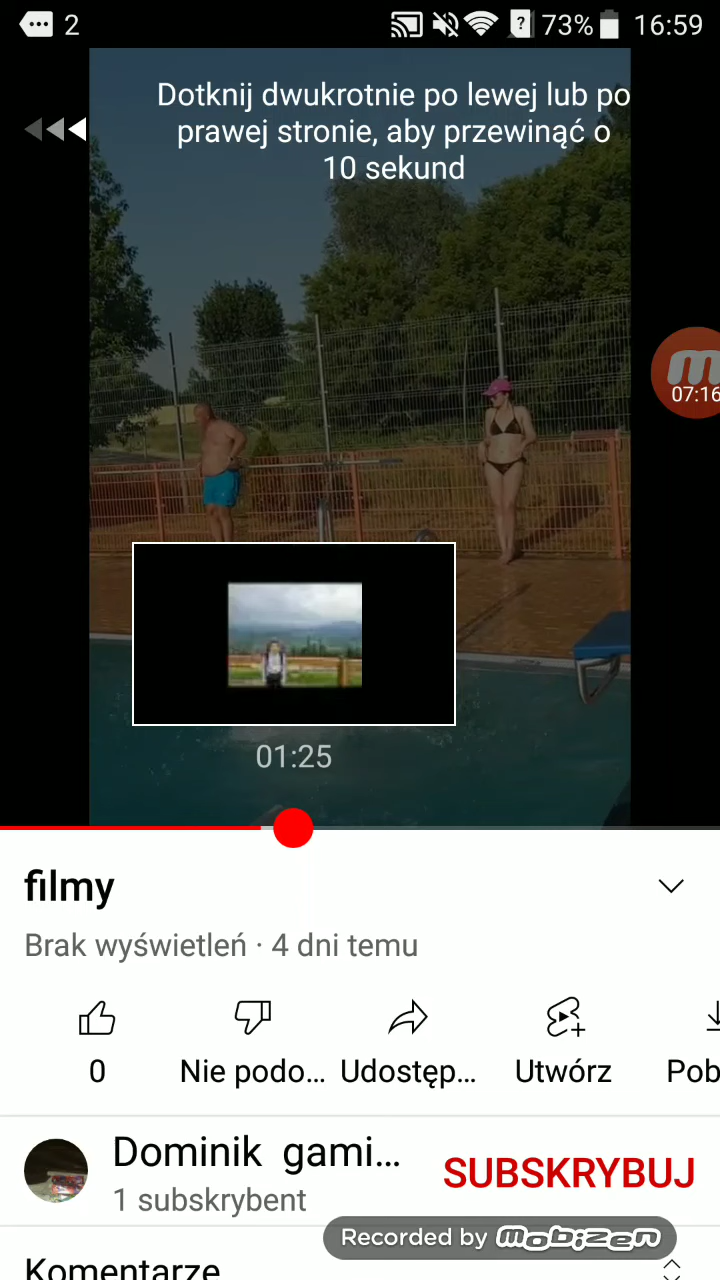 2
73%
16:59
Dotknij dwukrotnie po lewej lub po
prawej stronie, aby przewinąć o
10 sekund
07:16
01:25
filmy
Brak wyświetleń · 4 dni temu
0
Nie podo...
Udostęp...
Utwórz
Pob
Dominik gami...
1 subskrybent
SUBSKRYBUJ
Recorded by mobizen
Komentarze